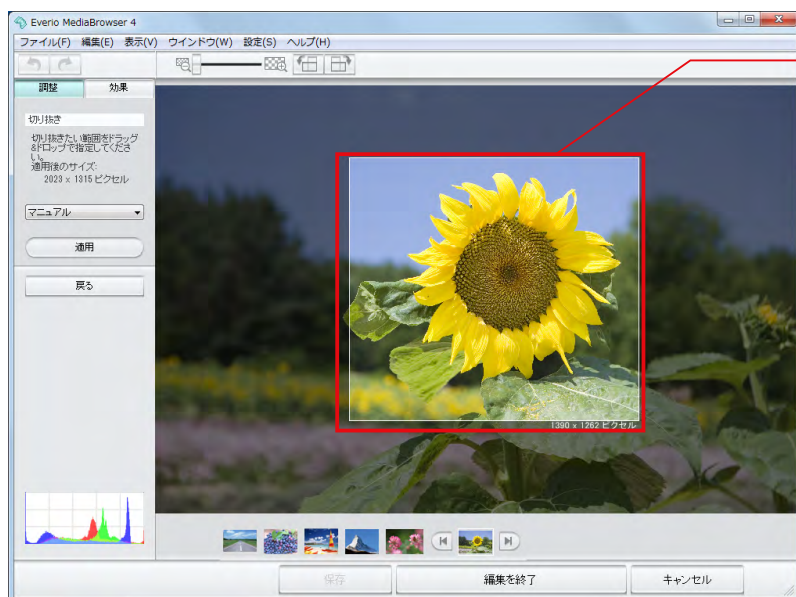 Everio MediaBrowser 4
ファイル(F) 編集(E) 表示(V) ウインドウ(W) 設定(S) ヘルプ(H)
調整 効果
切り抜き
切り抜きたい範囲をドラッグ
&ドロップで指定してくださ
い。
適用後のサイズ:
2023 x 1315 ピクセル
マニュアル
適用
戻る
1390 x 1262 ピクセル
保存 編集を終了 キャンセル